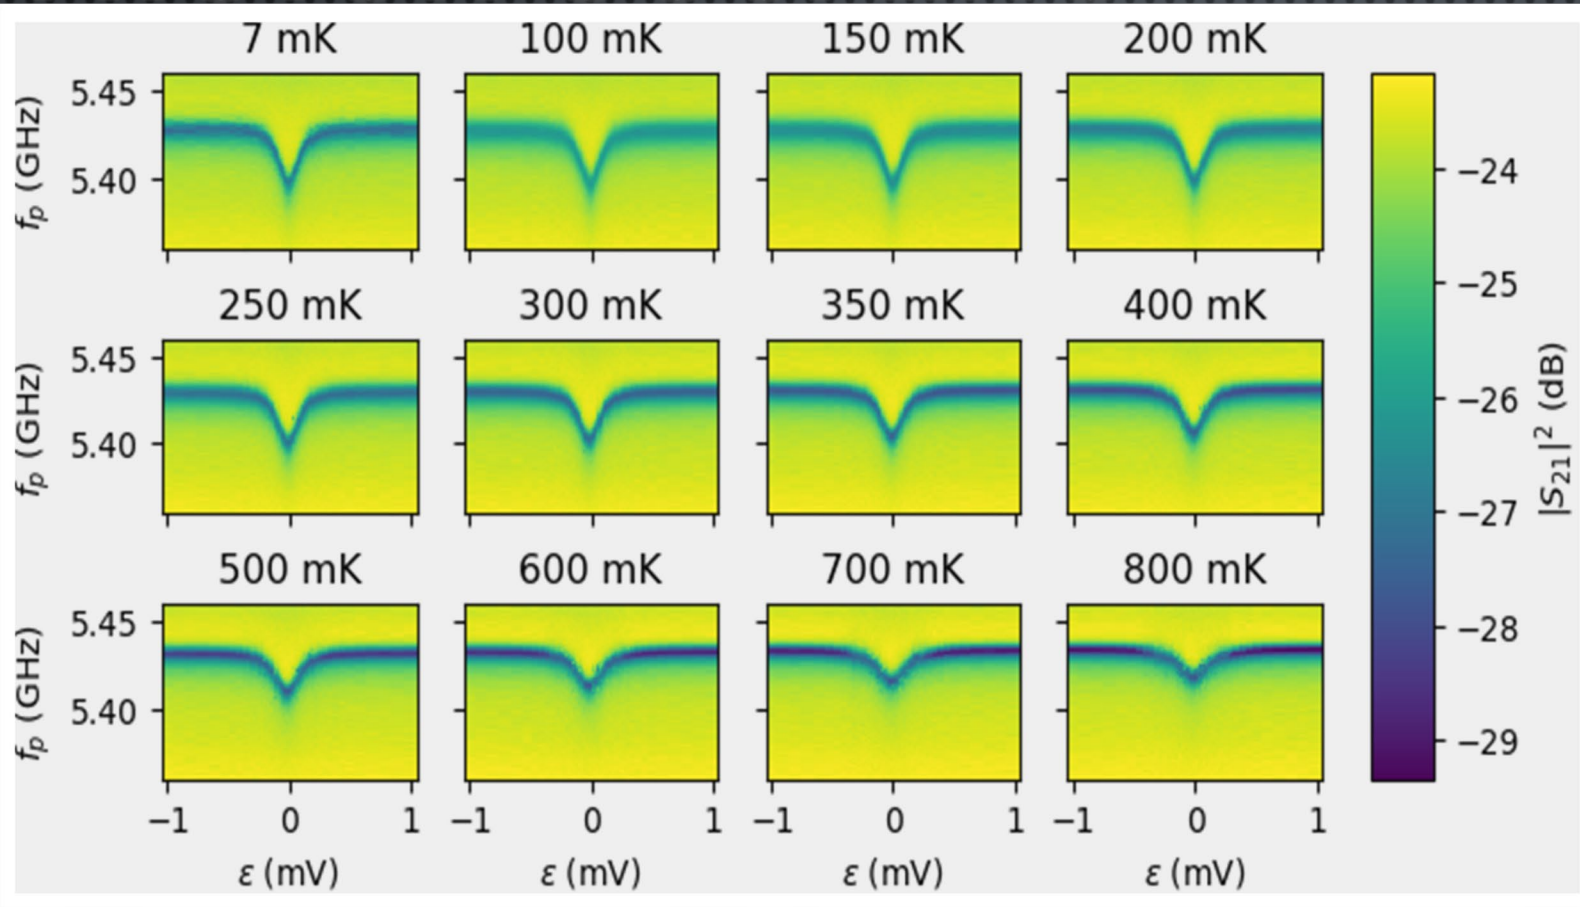 7 mK 100 mK 150 mK 200 mK
5.45
5.40
fp (GHz)
−24
−25
250 mK 300 mK 350 mK 400 mK
5.45
5.40
fp (GHz)
−26
−27
|S21|² (dB)
500 mK 600 mK 700 mK 800 mK
5.45
5.40
fp (GHz)
−28
−29
−1 0 1 −1 0 1 −1 0 1 −1 0 1
ε (mV) ε (mV) ε (mV) ε (mV)